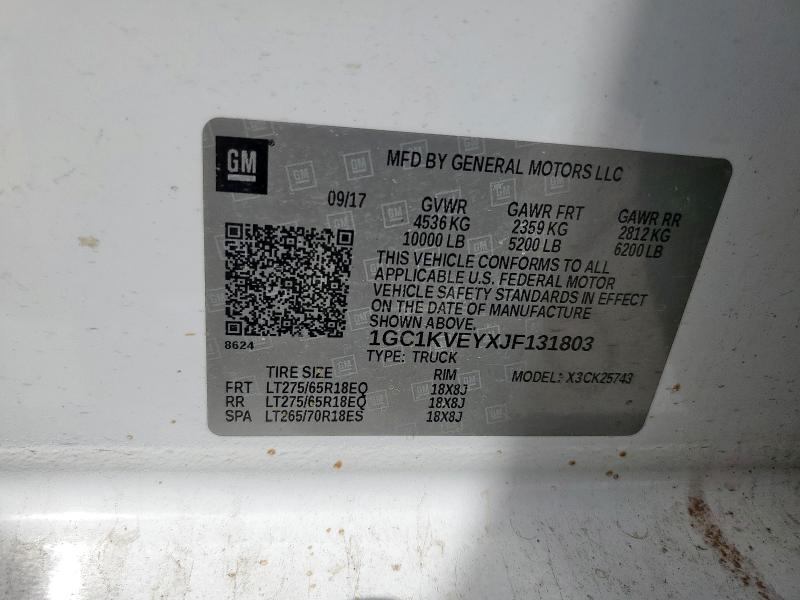 GM
MFD BY GENERAL MOTORS LLC
09/17
GVWR GAWR FRT GAWR RR
4536 KG 2359 KG 2812 KG
10000 LB 5200 LB 6200 LB
THIS VEHICLE CONFORMS TO ALL
APPLICABLE U.S. FEDERAL MOTOR
VEHICLE SAFETY STANDARDS IN EFFECT
ON THE DATE OF MANUFACTURE
SHOWN ABOVE.
8624
1GC1KVEYXJF131803
TYPE: TRUCK
MODEL: X3CK25743
TIRE SIZE RIM
FRT LT275/65R18EQ 18X8J
RR LT275/65R18EQ 18X8J
SPA LT265/70R18ES 18X8J